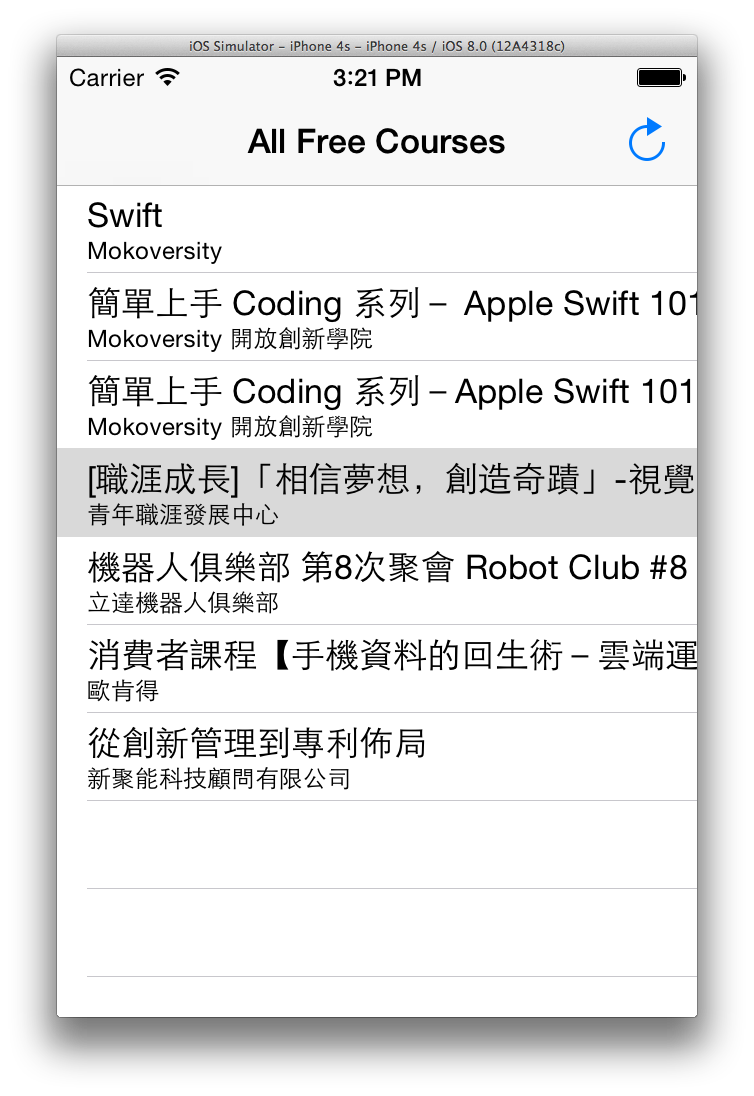 iOS Simulator - iPhone 4s - iPhone 4s / iOS 8.0 (12A4318c)
Carrier 3:21 PM
All Free Courses
Swift
Mokoversity
簡單上手 Coding 系列 – Apple Swift 101
Mokoversity 開放創新學院
簡單上手 Coding 系列 – Apple Swift 101
Mokoversity 開放創新學院
[職涯成長]「相信夢想，創造奇蹟」-視覺
青年職涯發展中心
機器人俱樂部 第8次聚會 Robot Club #8
立達機器人俱樂部
消費者課程【手機資料的回生術 – 雲端運
歐肯得
從創新管理到專利佈局
新聚能科技顧問有限公司